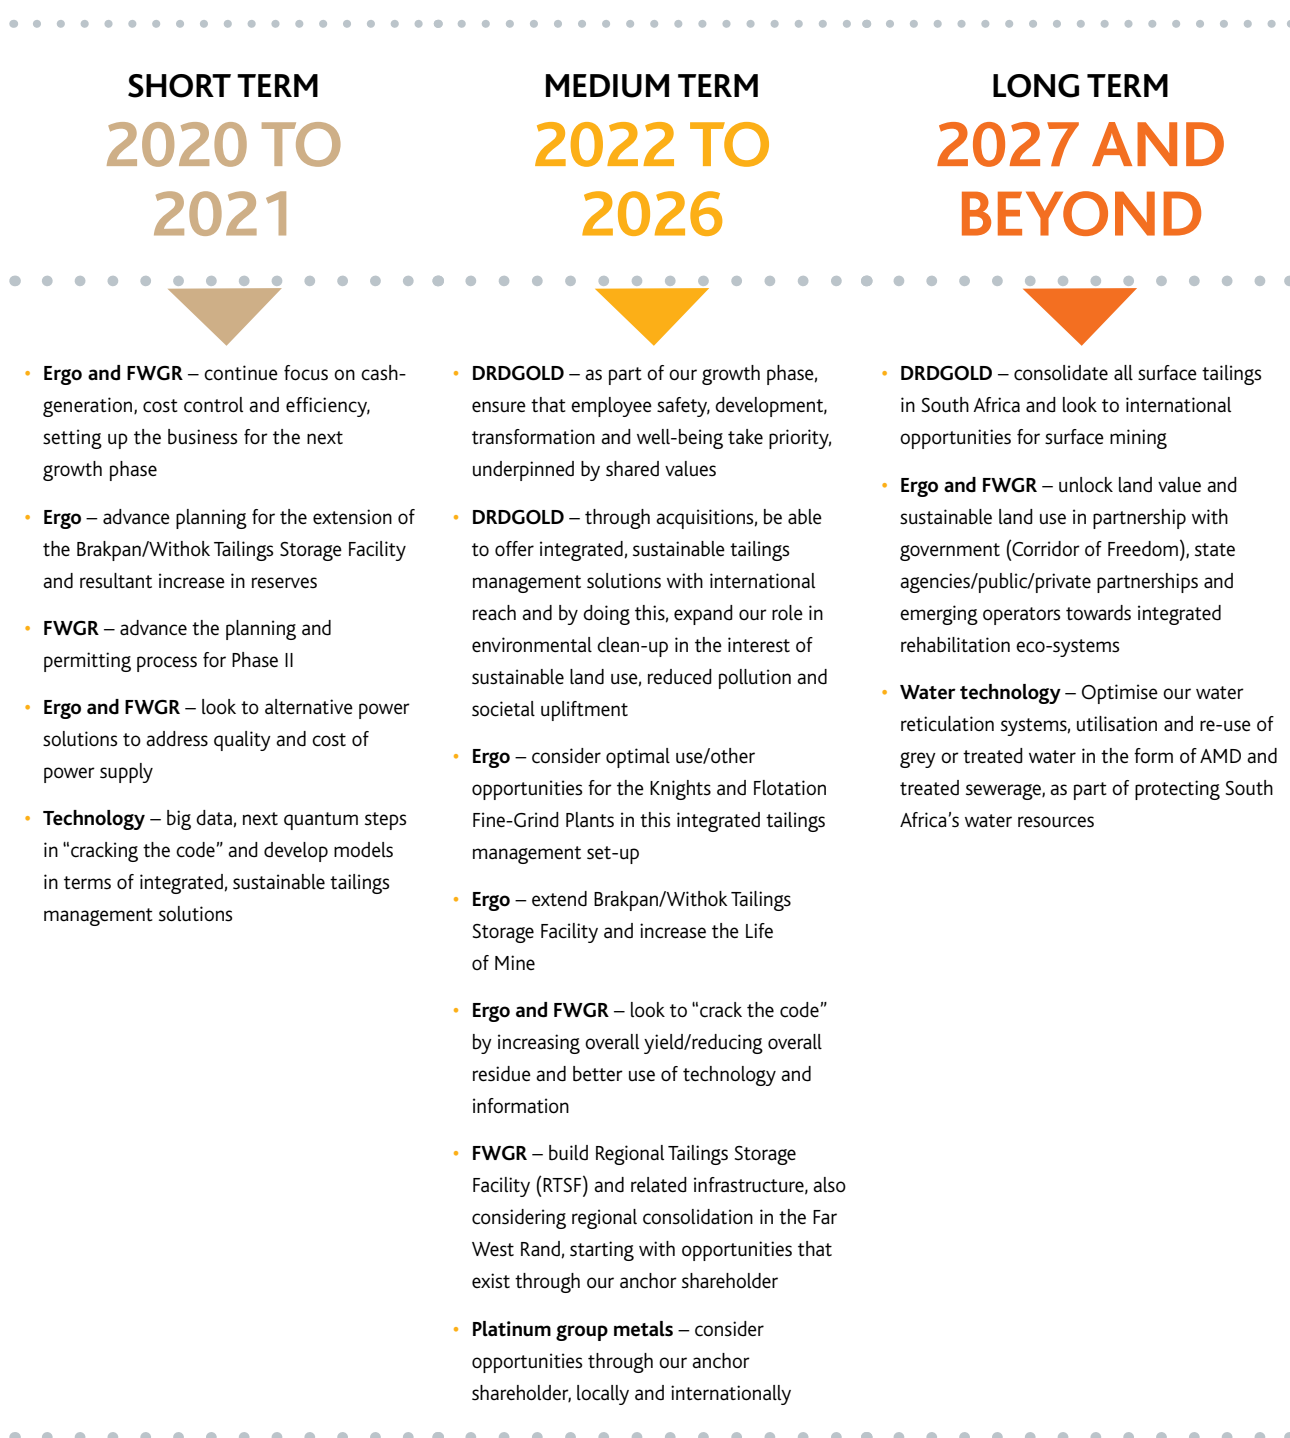 SHORT TERM
2020 TO
2021
• Ergo and FWGR – continue focus on cash-
generation, cost control and efficiency,
setting up the business for the next
growth phase
• Ergo – advance planning for the extension of
the Brakpan/Withok Tailings Storage Facility
and resultant increase in reserves
• FWGR – advance the planning and
permitting process for Phase II
• Ergo and FWGR – look to alternative power
solutions to address quality and cost of
power supply
• Technology – big data, next quantum steps
in “cracking the code” and develop models
in terms of integrated, sustainable tailings
management solutions
MEDIUM TERM
2022 TO
2026
• DRDGOLD – as part of our growth phase,
ensure that employee safety, development,
transformation and well-being take priority,
underpinned by shared values
• DRDGOLD – through acquisitions, be able
to offer integrated, sustainable tailings
management solutions with international
reach and by doing this, expand our role in
environmental clean-up in the interest of
sustainable land use, reduced pollution and
societal upliftment
• Ergo – consider optimal use/other
opportunities for the Knights and Flotation
Fine-Grind Plants in this integrated tailings
management set-up
• Ergo – extend Brakpan/Withok Tailings
Storage Facility and increase the Life
of Mine
• Ergo and FWGR – look to “crack the code”
by increasing overall yield/reducing overall
residue and better use of technology and
information
• FWGR – build Regional Tailings Storage
Facility (RTSF) and related infrastructure, also
considering regional consolidation in the Far
West Rand, starting with opportunities that
exist through our anchor shareholder
• Platinum group metals – consider
opportunities through our anchor
shareholder, locally and internationally
LONG TERM
2027 AND
BEYOND
• DRDGOLD – consolidate all surface tailings
in South Africa and look to international
opportunities for surface mining
• Ergo and FWGR – unlock land value and
sustainable land use in partnership with
government (Corridor of Freedom), state
agencies/public/private partnerships and
emerging operators towards integrated
rehabilitation eco-systems
• Water technology – Optimise our water
reticulation systems, utilisation and re-use of
grey or treated water in the form of AMD and
treated sewerage, as part of protecting South
Africa’s water resources